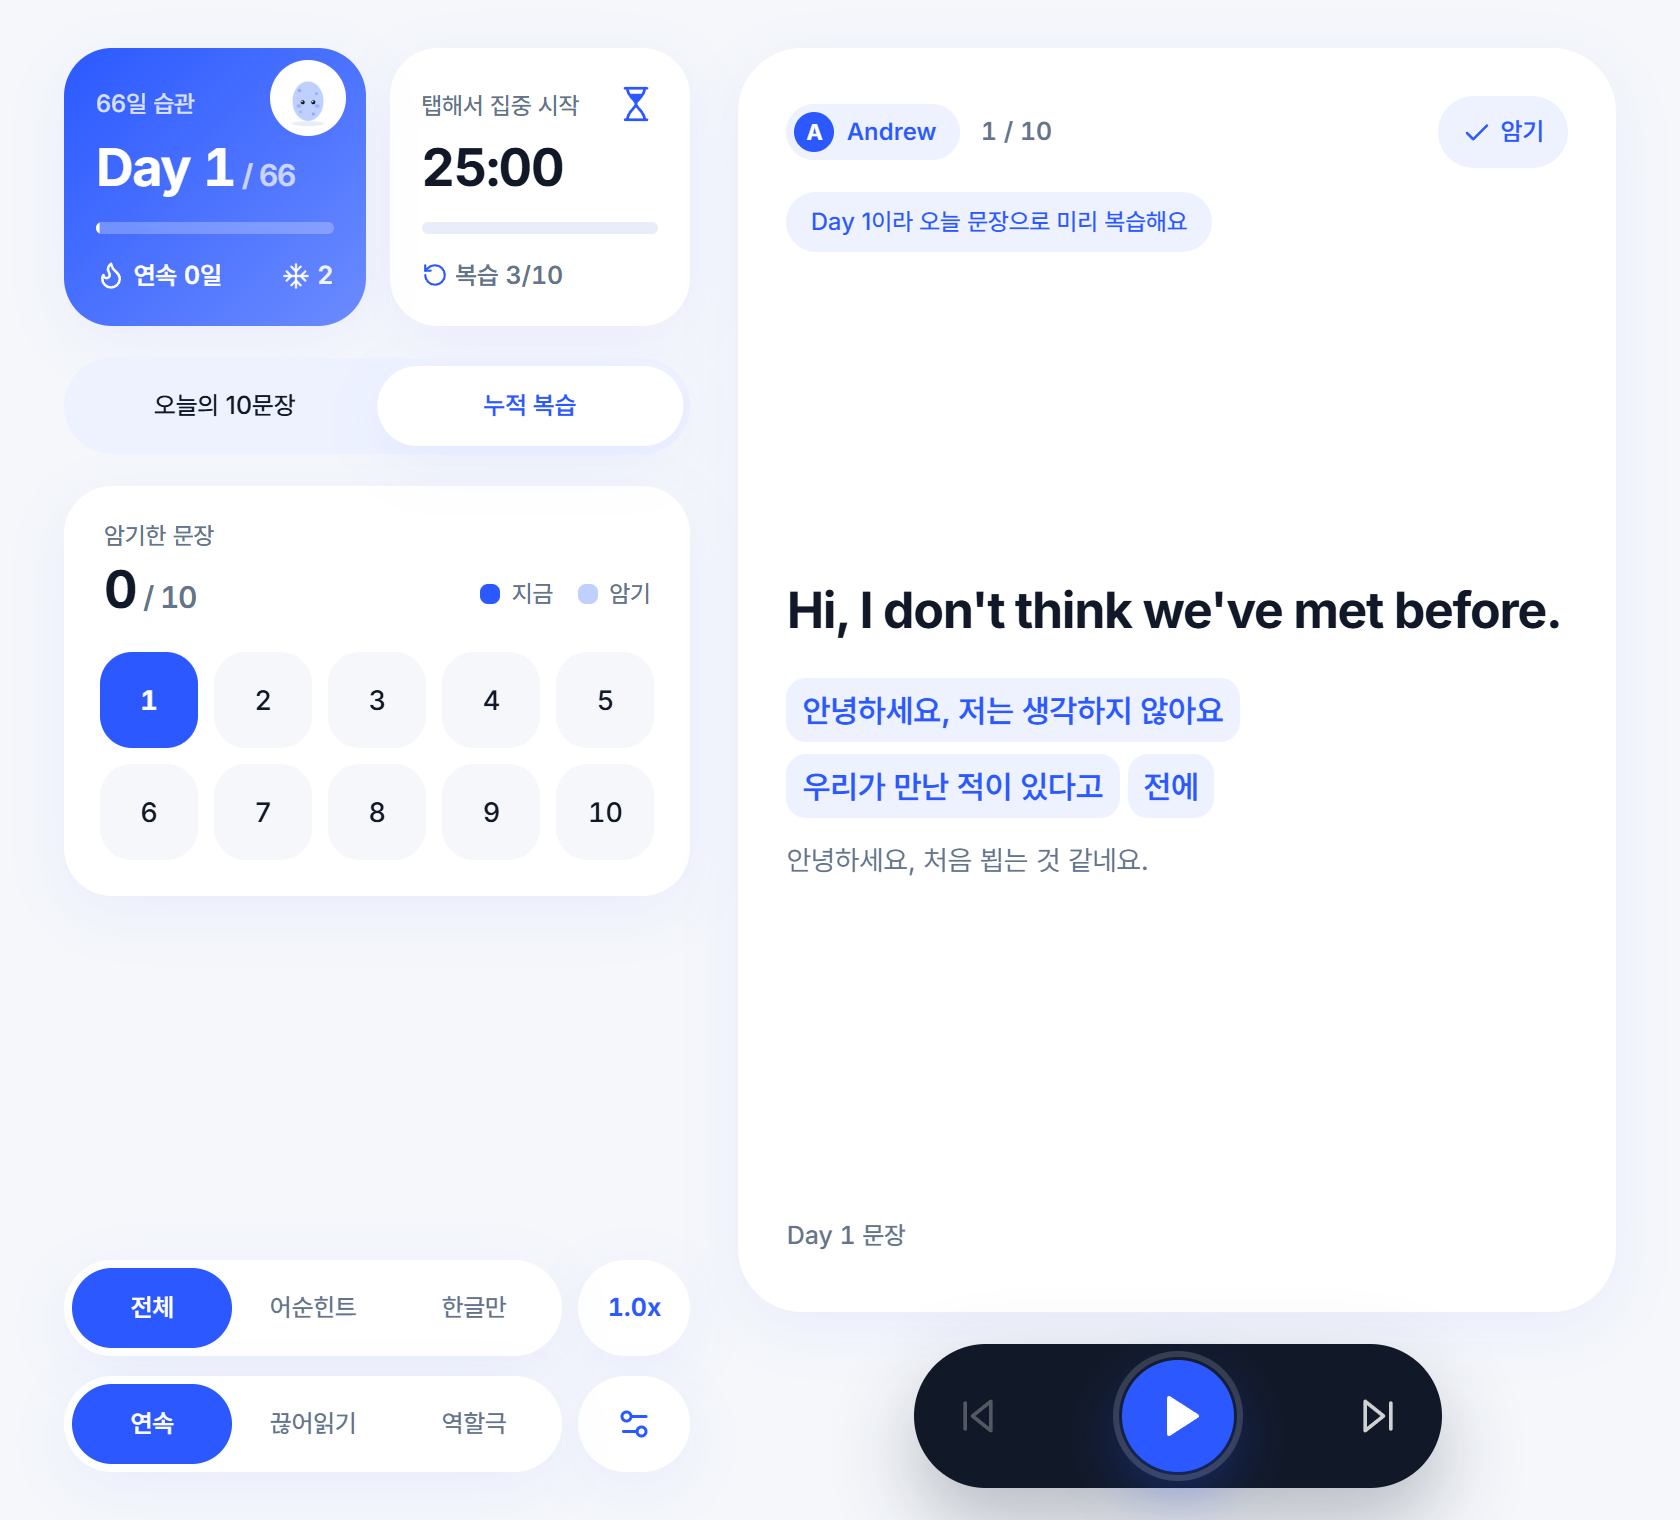 66일 습관
Day 1 / 66
연속 0일
2
탭해서 집중 시작
25:00
복습 3/10
오늘의 10문장
누적 복습
암기한 문장
0 / 10
지금
암기
1
2
3
4
5
6
7
8
9
10
전체
어순힌트
한글만
1.0x
연속
끊어읽기
역할극
A Andrew
1 / 10
암기
Day 1이라 오늘 문장으로 미리 복습해요
Hi, I don't think we've met before.
안녕하세요, 저는 생각하지 않아요
우리가 만난 적이 있다고 전에
안녕하세요, 처음 뵙는 것 같네요.
Day 1 문장